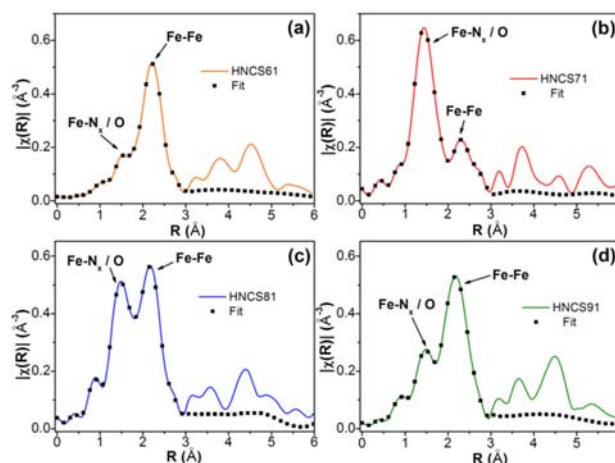 (a)
Fe-Fe
HNCS61
Fit
Fe-Nx / O
|χ(R)| (Å-3)
0.6
0.4
0.2
0.0
0 1 2 3 4 5 6
R (Å)
(b)
Fe-Nx / O
HNCS71
Fit
Fe-Fe
|χ(R)| (Å-3)
0.6
0.4
0.2
0.0
0 1 2 3 4 5 6
R (Å)
(c)
Fe-Nx / O
Fe-Fe
HNCS81
Fit
|χ(R)| (Å-3)
0.6
0.4
0.2
0.0
0 1 2 3 4 5 6
R (Å)
(d)
Fe-Fe
Fe-Nx / O
HNCS91
Fit
|χ(R)| (Å-3)
0.6
0.4
0.2
0.0
0 1 2 3 4 5 6
R (Å)